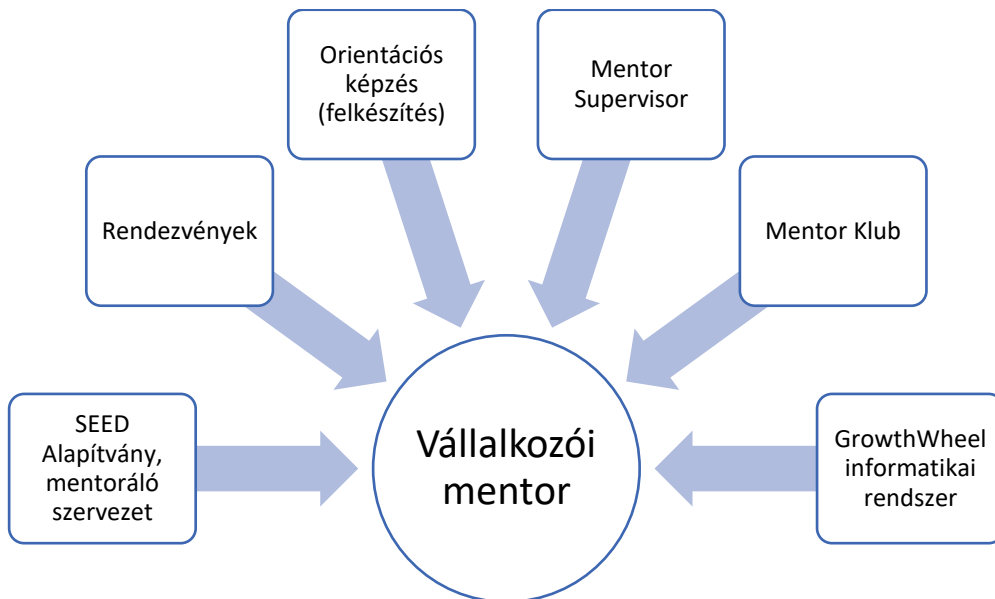 Orientációs
képzés
(felkészítés)
Mentor
Supervisor
Rendezvények
Mentor Klub
SEED
Alapítvány,
mentoráló
szervezet
Vállalkozói
mentor
GrowthWheel
informatikai
rendszer